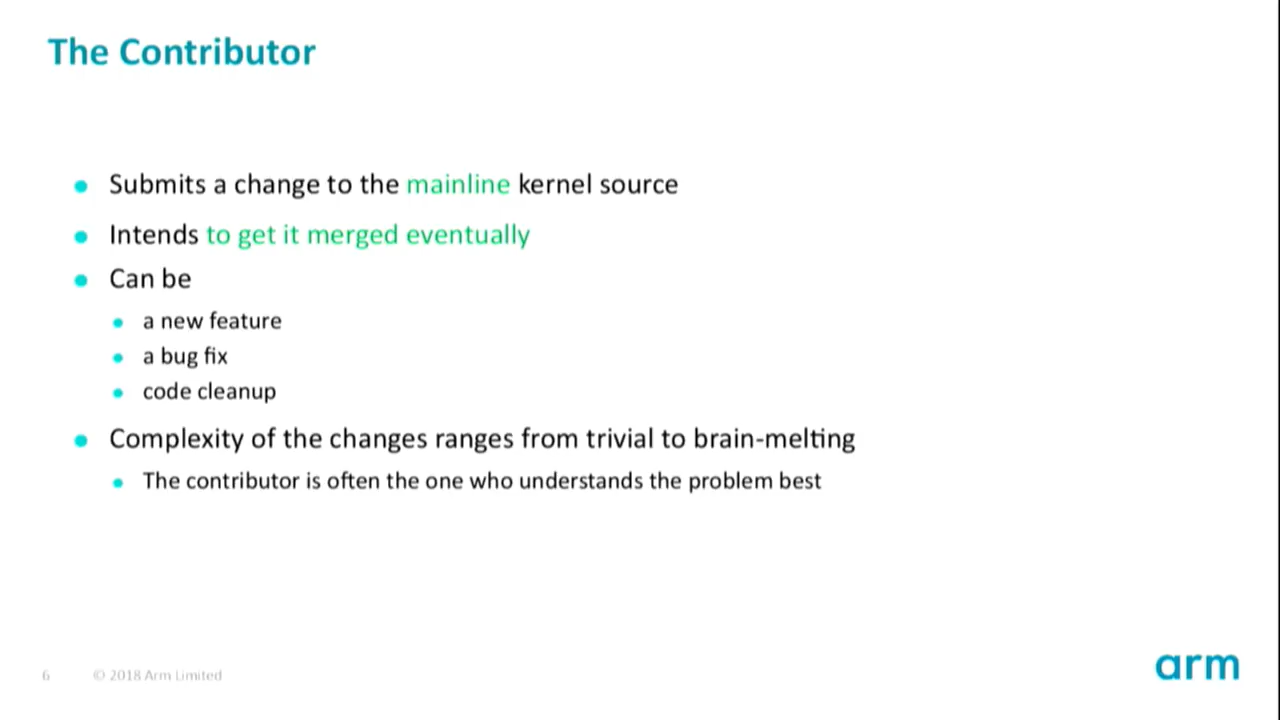 The Contributor
Submits a change to the mainline kernel source
Intends to get it merged eventually
Can be
a new feature
a bug fix
code cleanup
Complexity of the changes ranges from trivial to brain-melting
The contributor is often the one who understands the problem best
6 © 2018 Arm Limited
arm